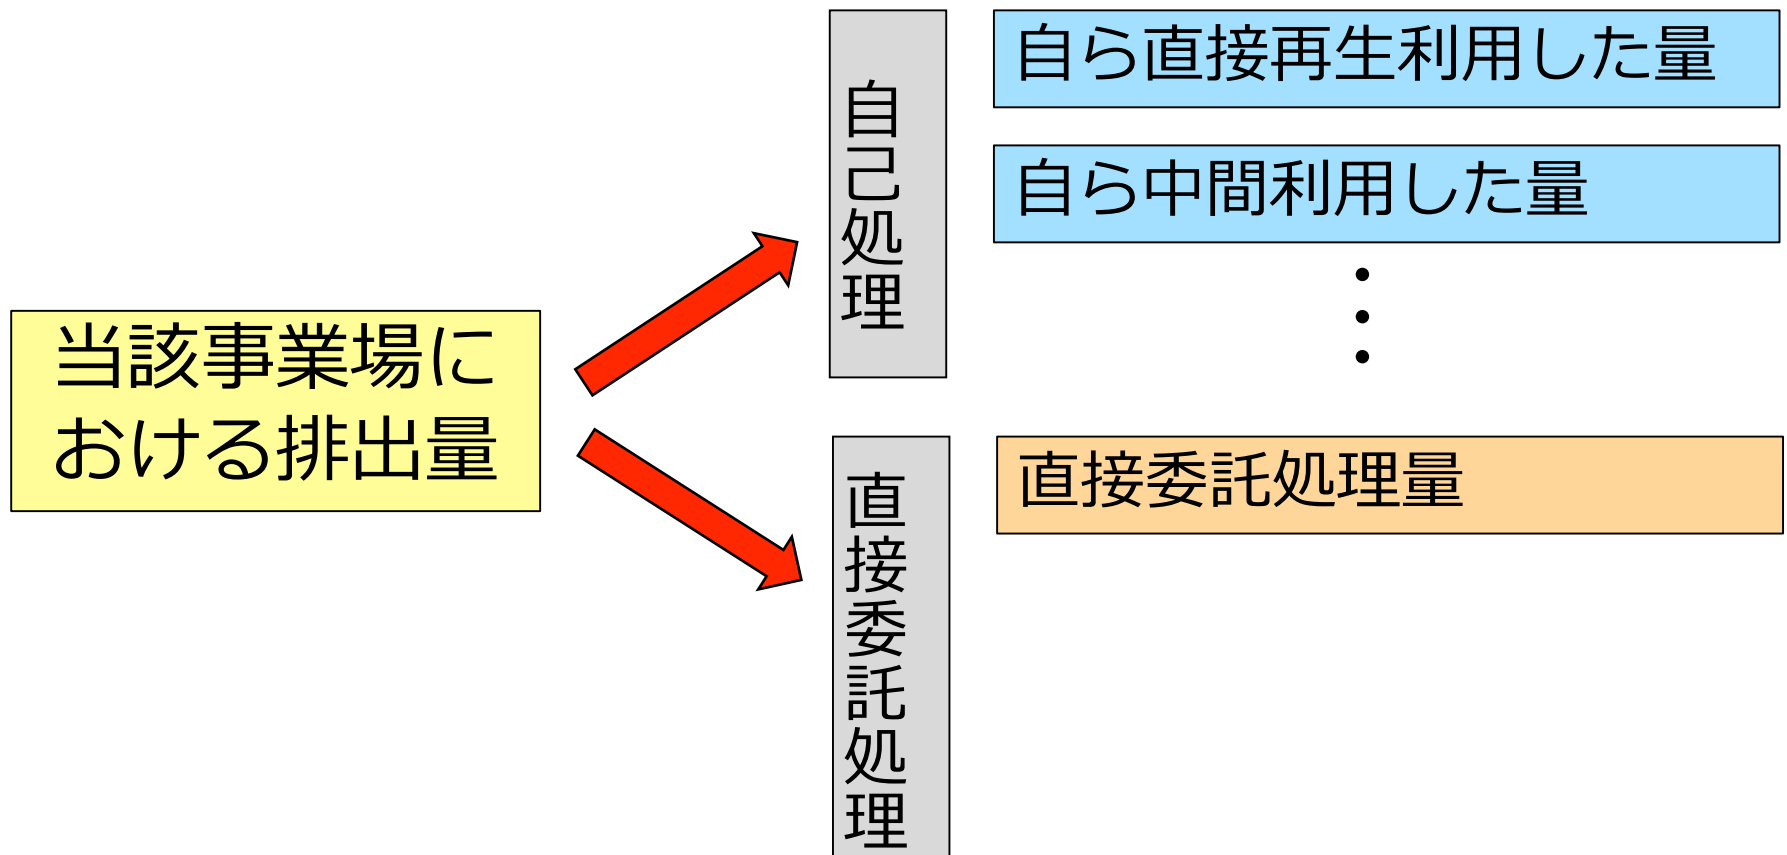 当該事業場に
おける排出量
自己処理
自ら直接再生利用した量
自ら中間利用した量
・
・
・
直接委託処理
直接委託処理量